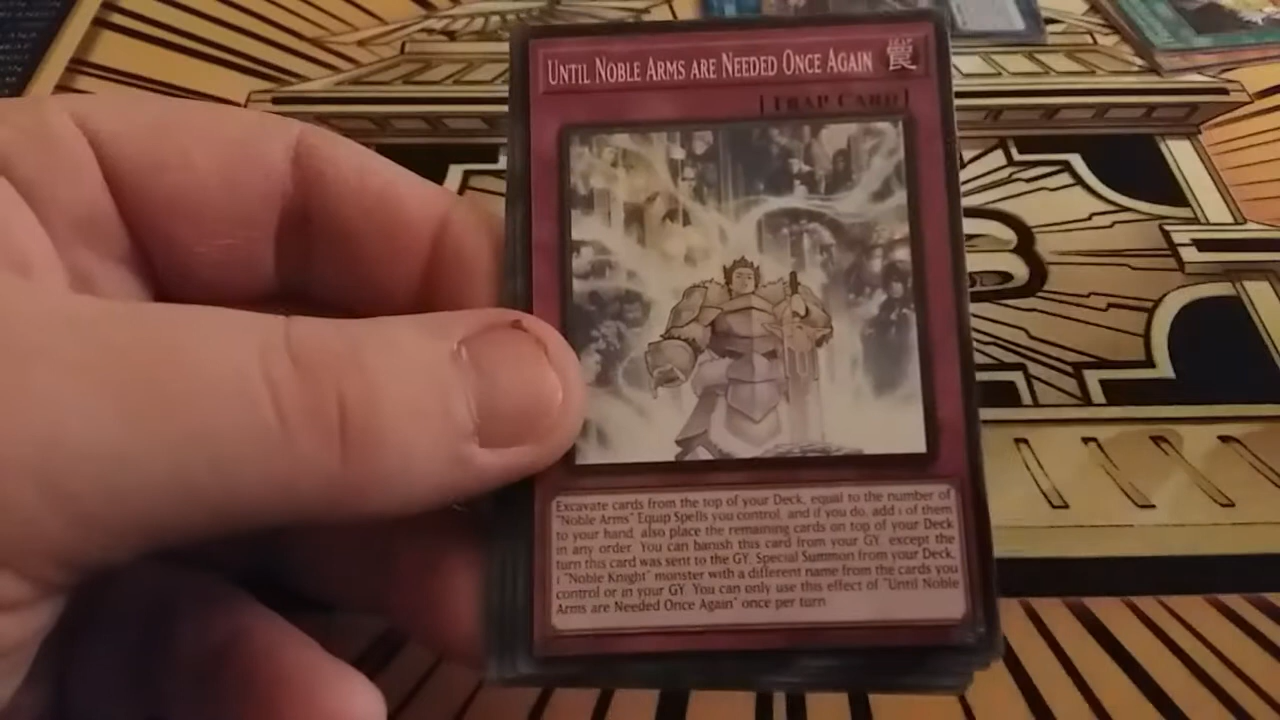 UNTIL NOBLE ARMS ARE NEEDED ONCE AGAIN 罠
[TRAP CARD]
Excavate cards from the top of your Deck, equal to the number of
"Noble Arms" Equip Spells you control, and if you do, add 1 of them
to your hand, also place the remaining cards on top of your Deck
in any order. You can banish this card from your GY, except the
turn this card was sent to the GY; Special Summon from your Deck,
1 "Noble Knight" monster with a different name from the cards you
control or in your GY. You can only use this effect of "Until Noble
Arms are Needed Once Again" once per turn.